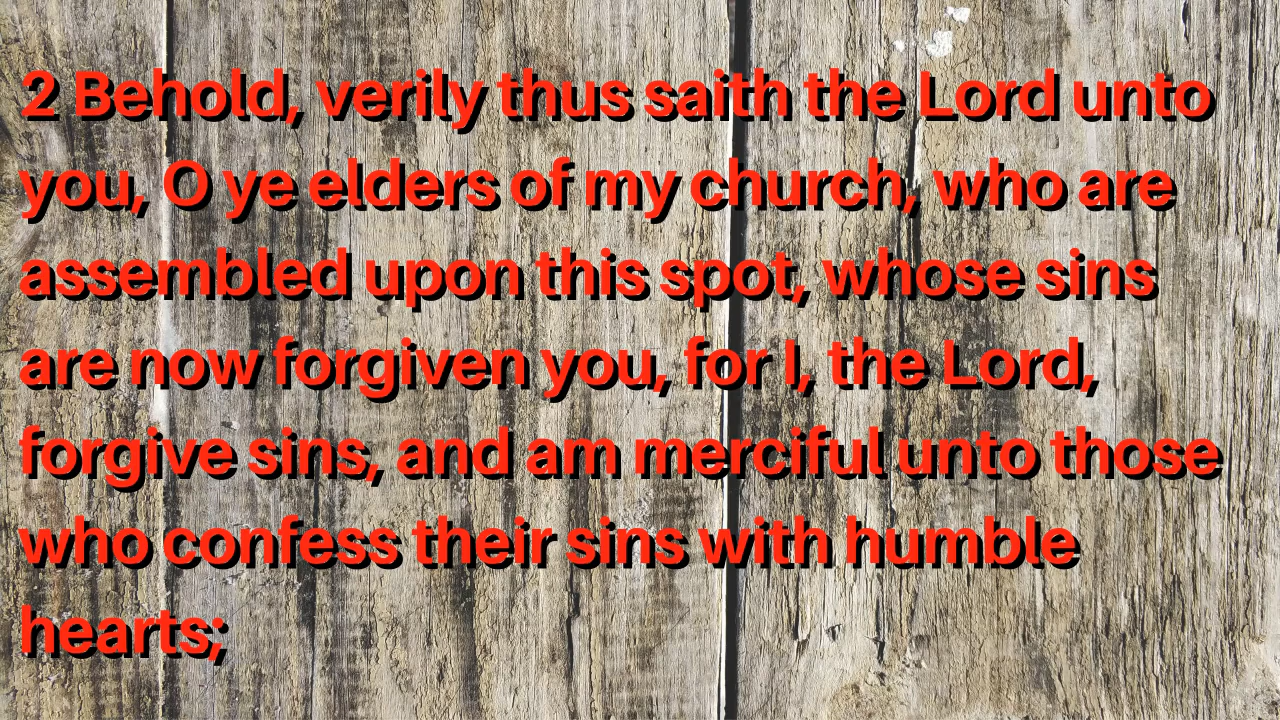 2 Behold, verily thus saith the Lord unto
you, O ye elders of my church, who are
assembled upon this spot, whose sins
are now forgiven you, for I, the Lord,
forgive sins, and am merciful unto those
who confess their sins with humble
hearts;